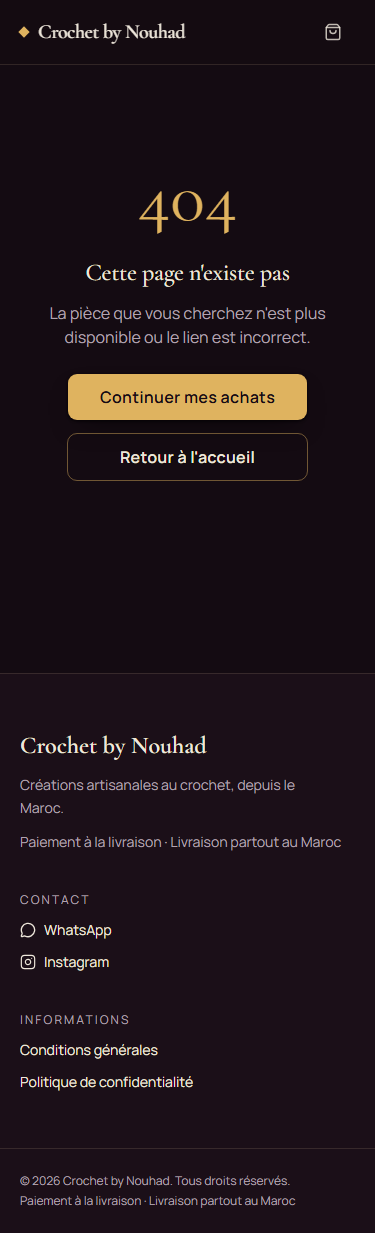 Crochet by Nouhad
404
Cette page n'existe pas
La pièce que vous cherchez n'est plus
disponible ou le lien est incorrect.
Continuer mes achats
Retour à l'accueil
Crochet by Nouhad
Créations artisanales au crochet, depuis le
Maroc.
Paiement à la livraison · Livraison partout au Maroc
CONTACT
WhatsApp
Instagram
INFORMATIONS
Conditions générales
Politique de confidentialité
© 2026 Crochet by Nouhad. Tous droits réservés.
Paiement à la livraison · Livraison partout au Maroc